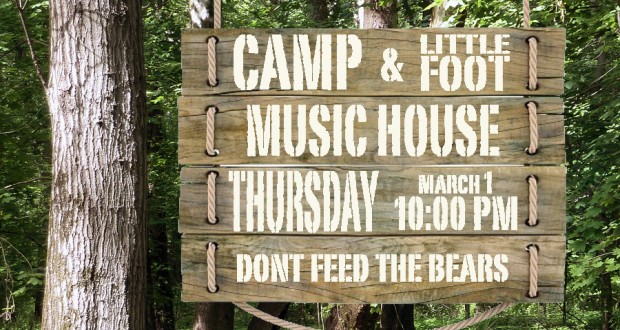 CAMP & LITTLE FOOT
MUSIC HOUSE
THURSDAY MARCH 1 10:00 PM
DONT FEED THE BEARS